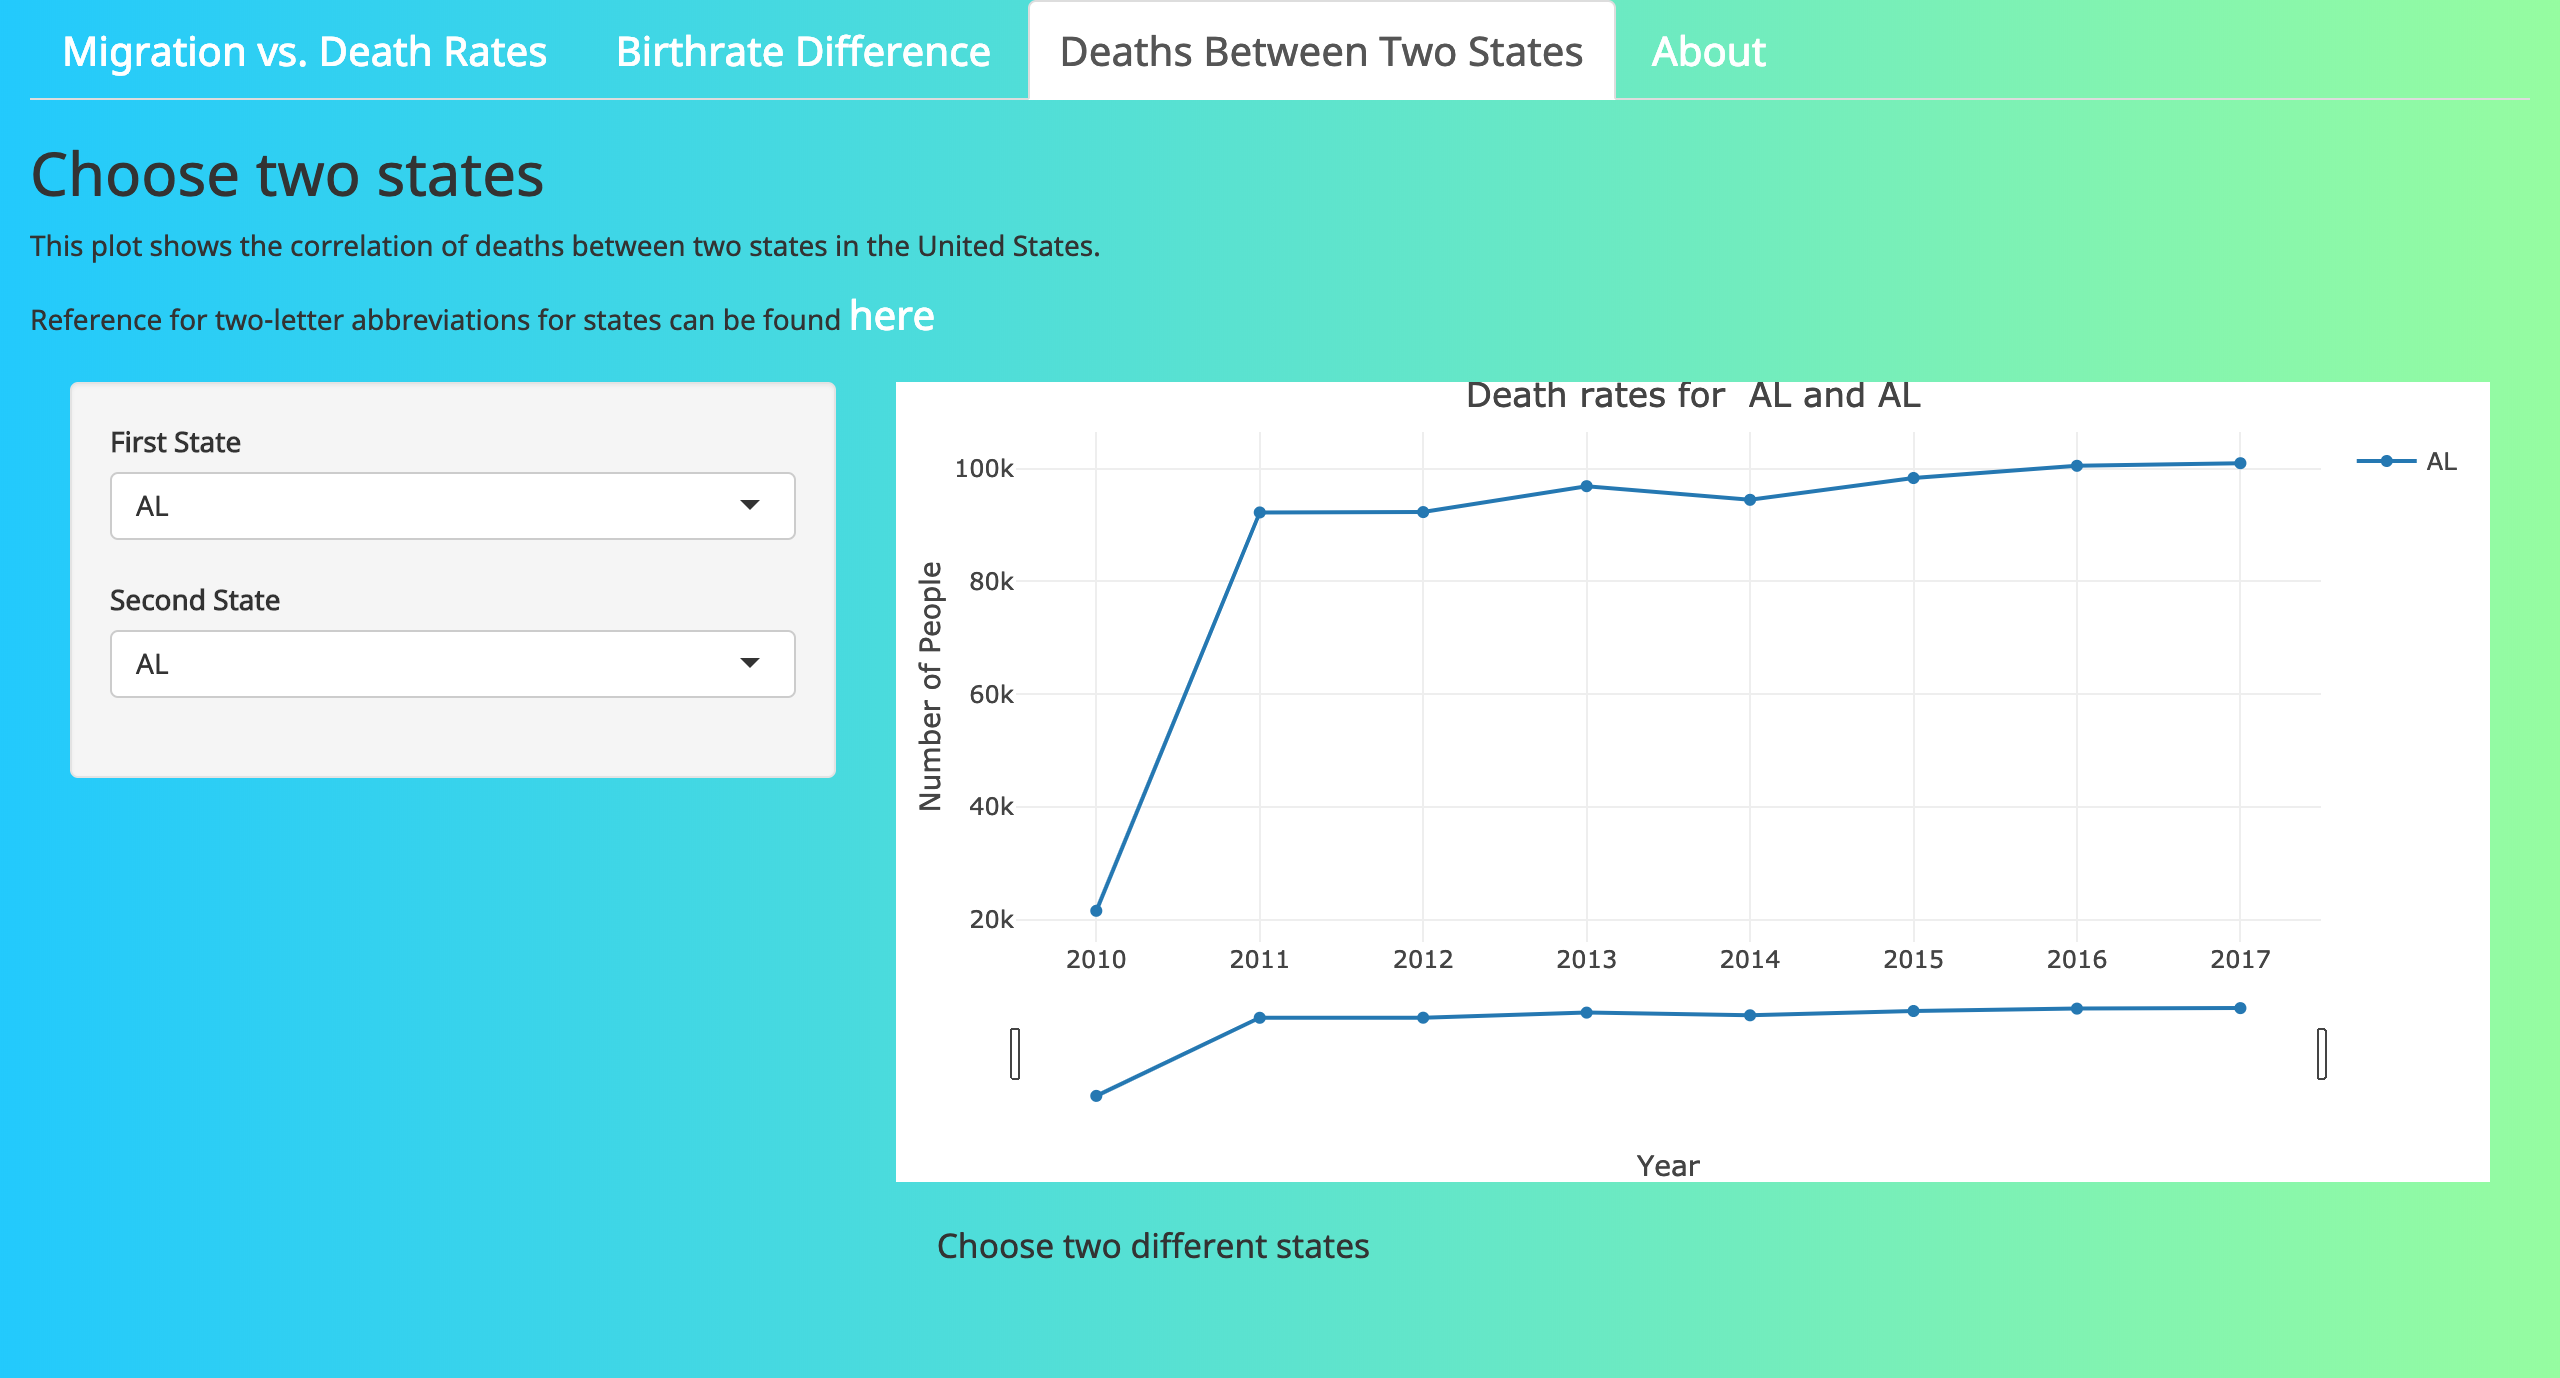 Migration vs. Death Rates
Birthrate Difference
Deaths Between Two States
About
Choose two states
This plot shows the correlation of deaths between two states in the United States.
Reference for two-letter abbreviations for states can be found here
First State
AL
Second State
AL
Death rates for  AL and AL
100k
80k
60k
40k
20k
Number of People
AL
2010
2011
2012
2013
2014
2015
2016
2017
Year
Choose two different states